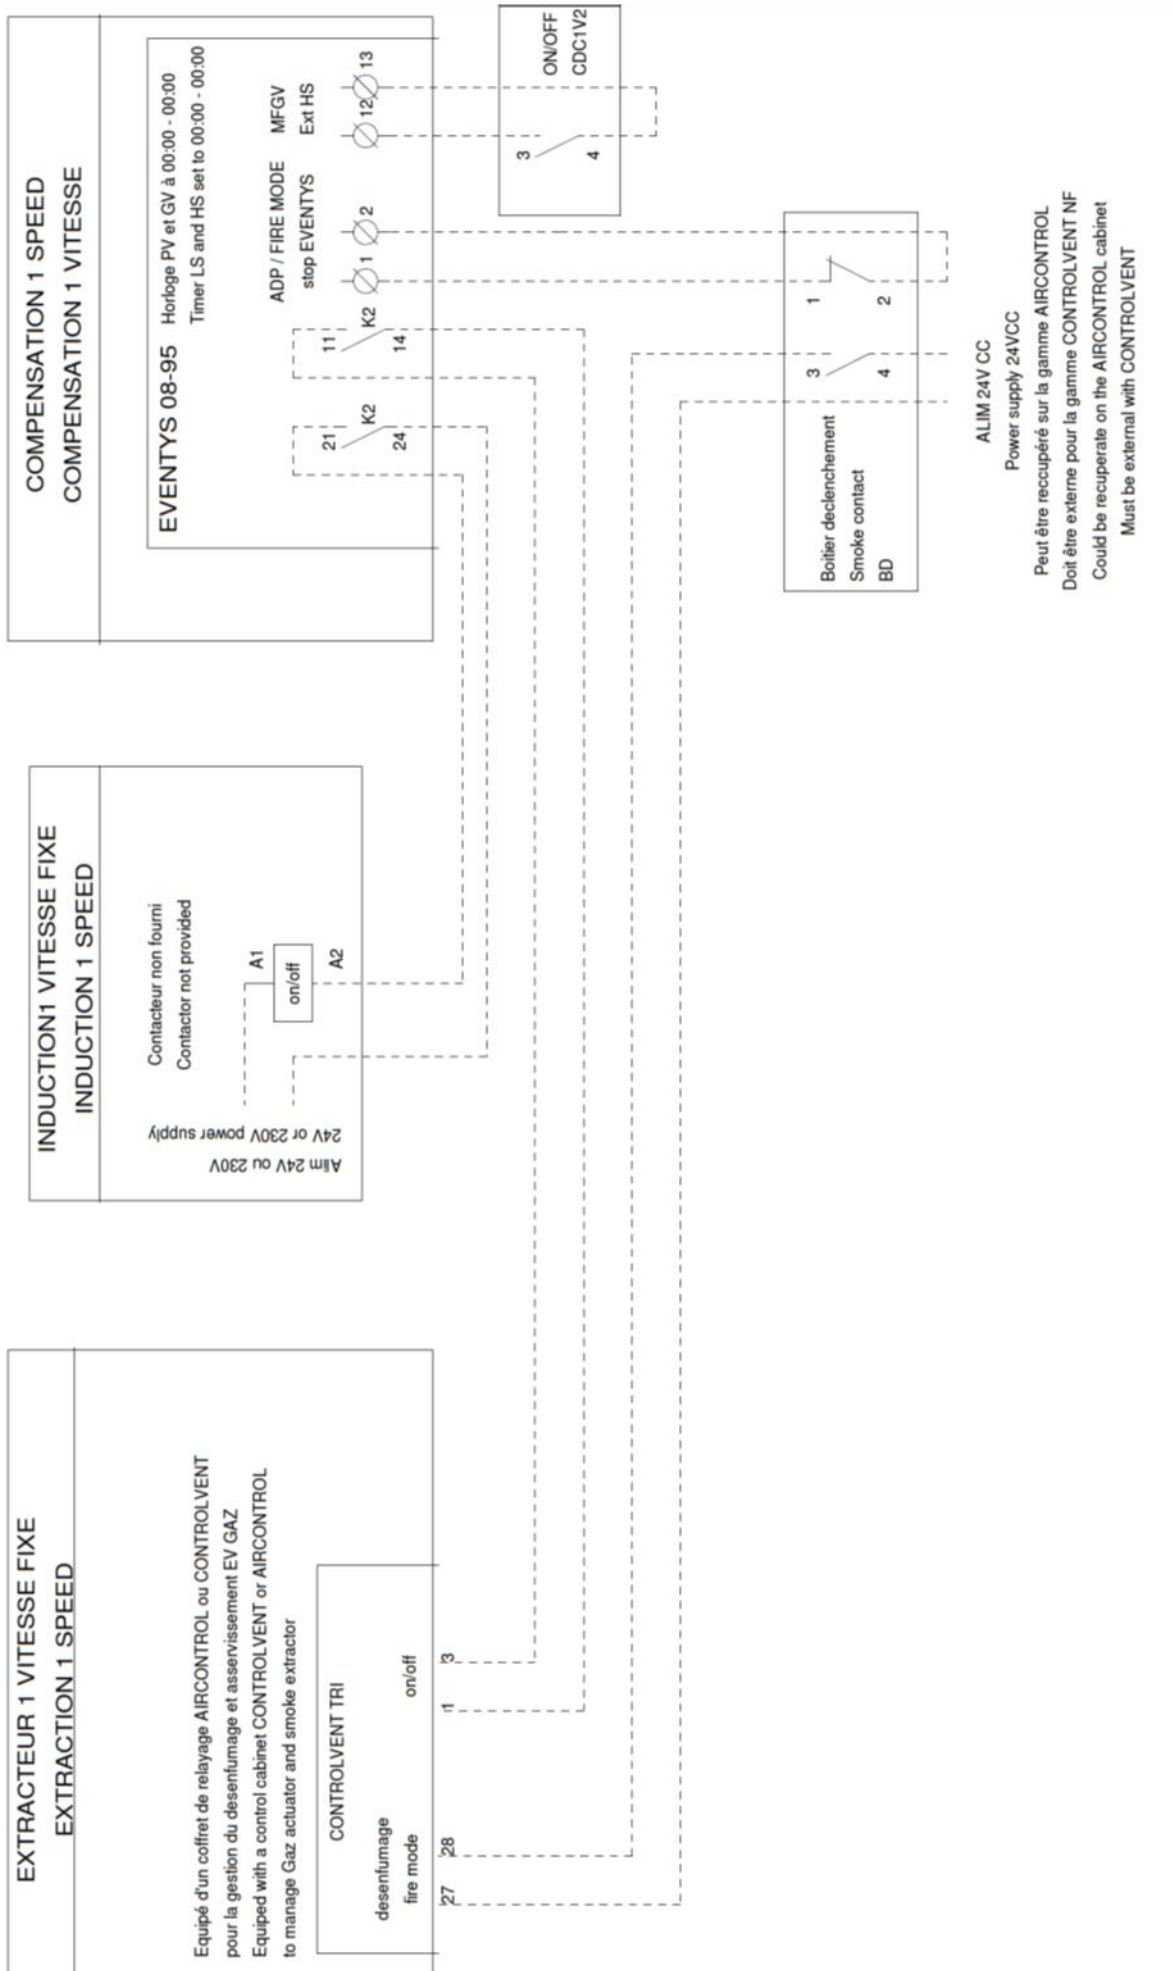 EXTRACTEUR 1 VITESSE FIXE
EXTRACTION 1 SPEED
Equipé d'un coffret de relayage AIRCONTROL ou CONTROLVENT
pour la gestion du desenfumage et asservissement EV GAZ
Equiped with a control cabinet CONTROLVENT or AIRCONTROL
to manage Gaz actuator and smoke extractor
CONTROLVENT TRI
desenfumage
fire mode
on/off
27
28
1
3
INDUCTION1 VITESSE FIXE
INDUCTION 1 SPEED
Contacteur non fourni
Contactor not provided
Alim 24V ou 230V
24V or 230V power supply
A1
on/off
A2
COMPENSATION 1 SPEED
COMPENSATION 1 VITESSE
EVENTYS 08-95
Horloge PV et GV à 00:00 - 00:00
Timer LS and HS set to 00:00 - 00:00
ADP / FIRE MODE
stop EVENTYS
MFGV
Ext HS
21
K2
24
11
K2
14
1
2
12
13
ON/OFF
CDC1V2
3
4
Boitier declenchement
Smoke contact
BD
3
4
1
2
ALIM 24V CC
Power supply 24VCC
Peut être reccupéré sur la gamme AIRCONTROL
Doit être externe pour la gamme CONTROLVENT NF
Could be recuperate on the AIRCONTROL cabinet
Must be external with CONTROLVENT